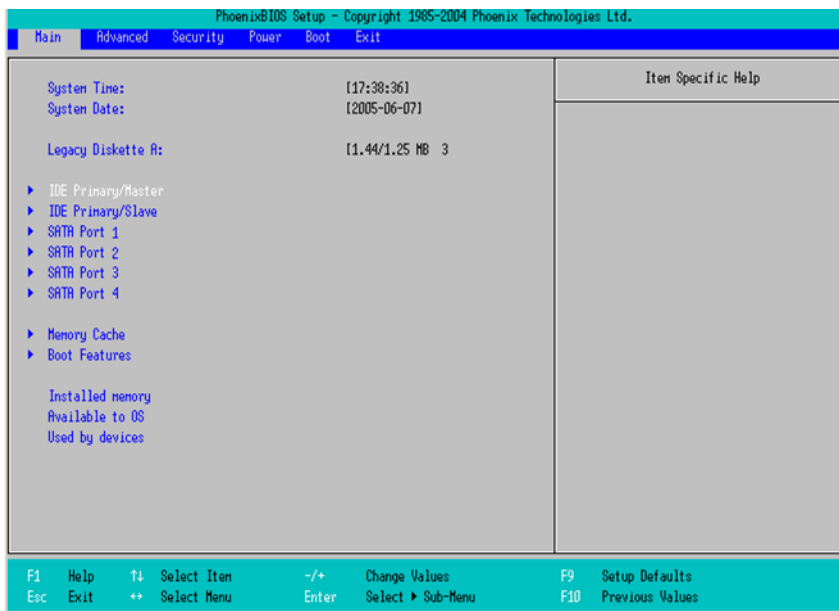 PhoenixBIOS Setup - Copyright 1985-2004 Phoenix Technologies Ltd.
Main Advanced Security Power Boot Exit
Item Specific Help
System Time: [17:38:36]
System Date: [2005-06-07]
Legacy Diskette A: [1.44/1.25 MB 3
▶ IDE Primary/Master
▶ IDE Primary/Slave
▶ SATA Port 1
▶ SATA Port 2
▶ SATA Port 3
▶ SATA Port 4
▶ Memory Cache
▶ Boot Features
Installed memory
Available to OS
Used by devices
F1 Help ↑↓ Select Item -/+ Change Values F9 Setup Defaults
Esc Exit ↔ Select Menu Enter Select ▶ Sub-Menu F10 Previous Values